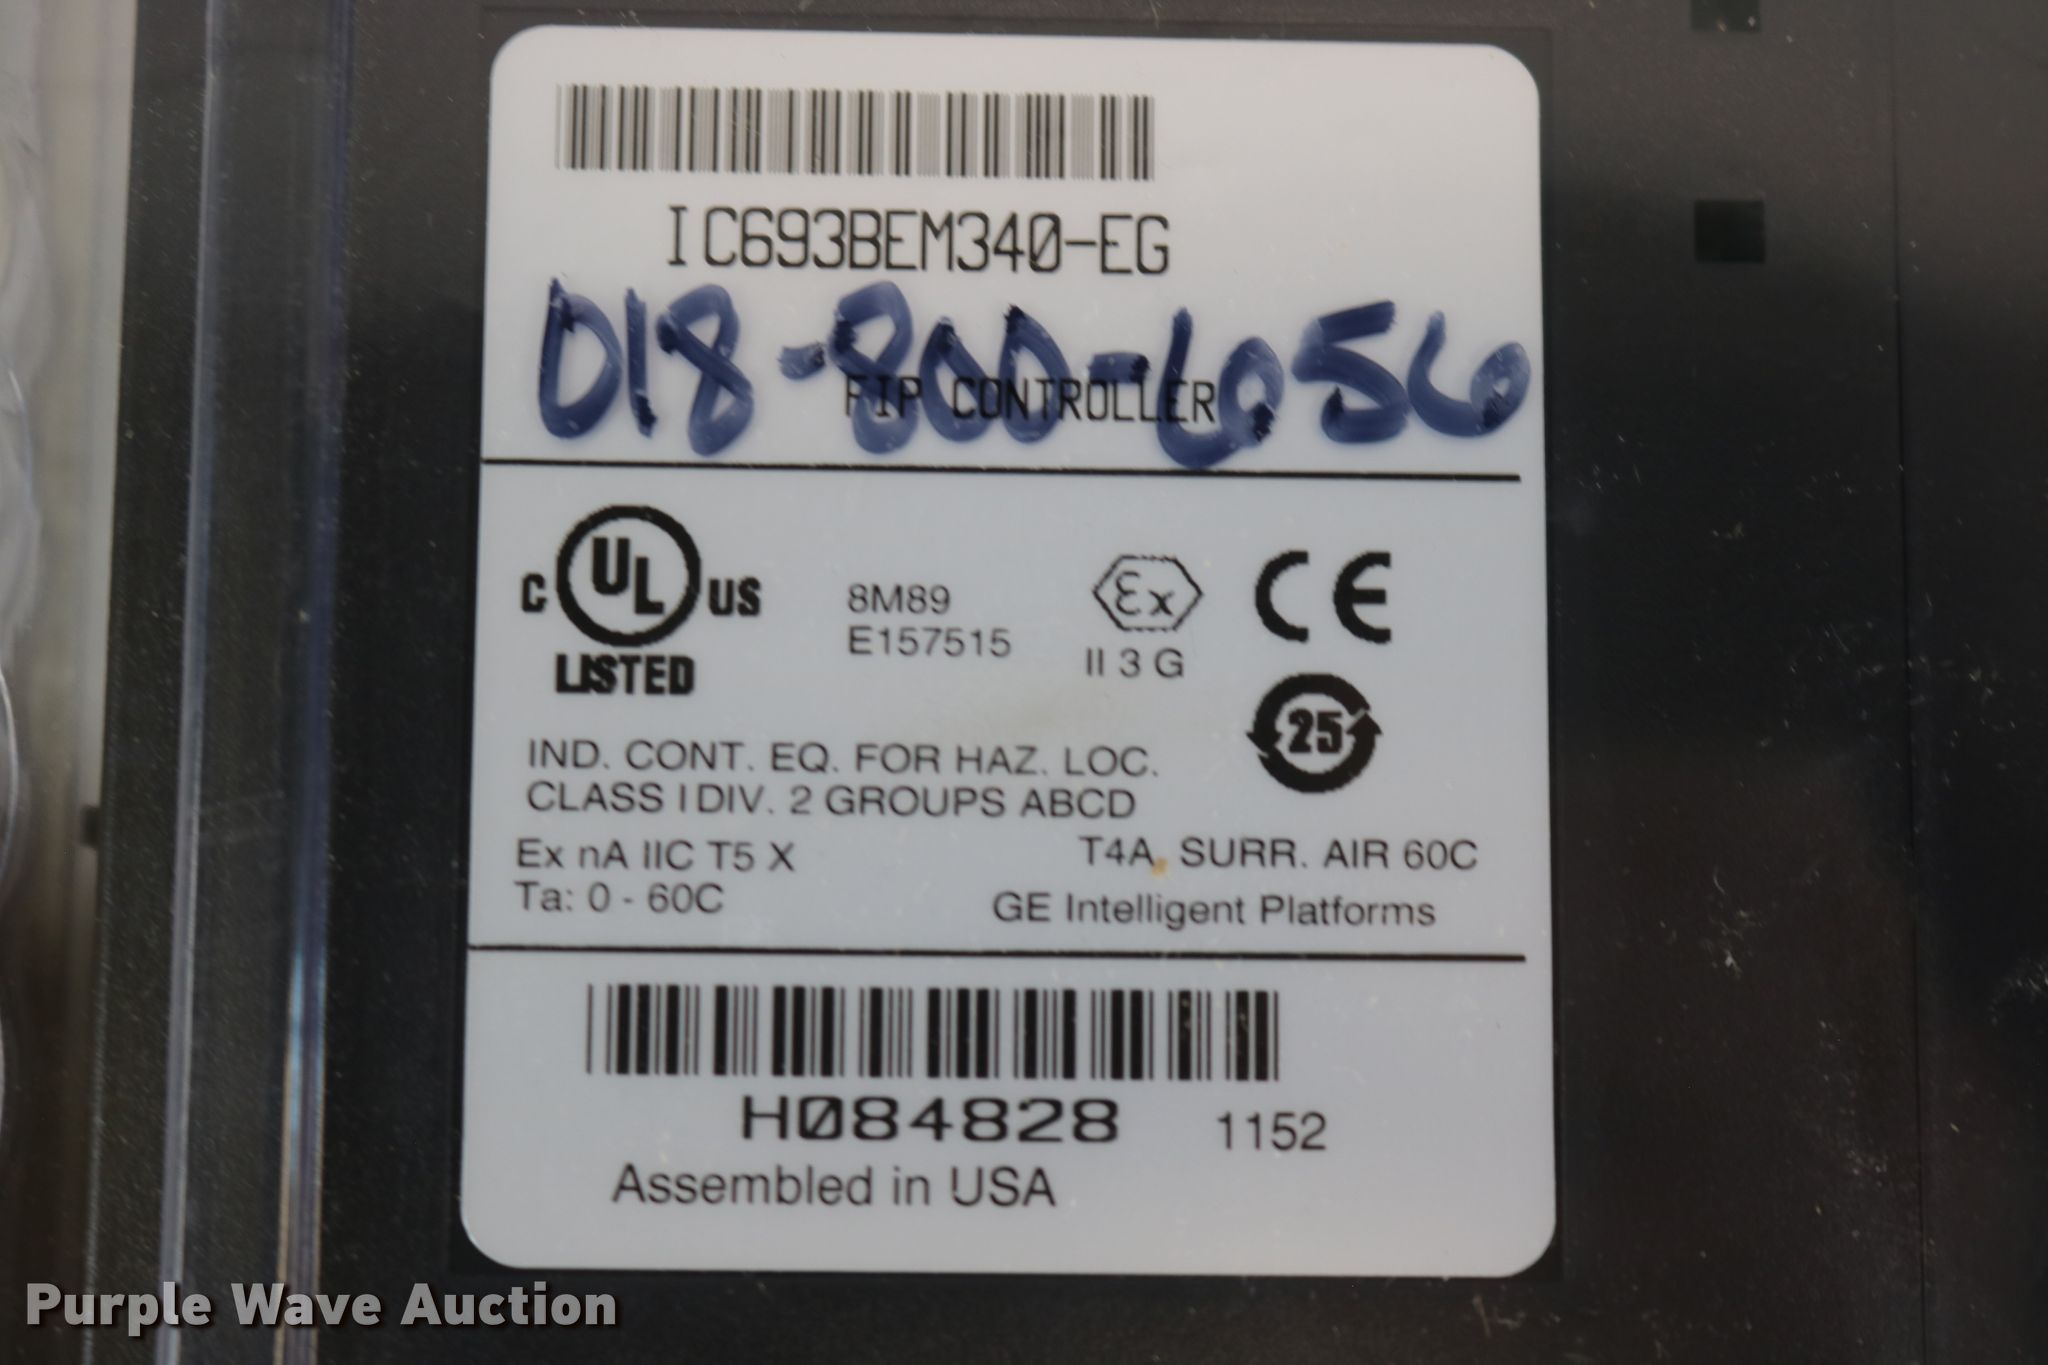 IC693BEM340-EG
018-800-6056
FIP CONTROLLER
C UL US
LISTED
8M89
E157515
Ex
II 3 G
CE
25
IND. CONT. EQ. FOR HAZ. LOC.
CLASS I DIV. 2 GROUPS ABCD
Ex nA IIC T5 X
Ta: 0 - 60C
T4A, SURR. AIR 60C
GE Intelligent Platforms
H084828 1152
Assembled in USA
Purple Wave Auction